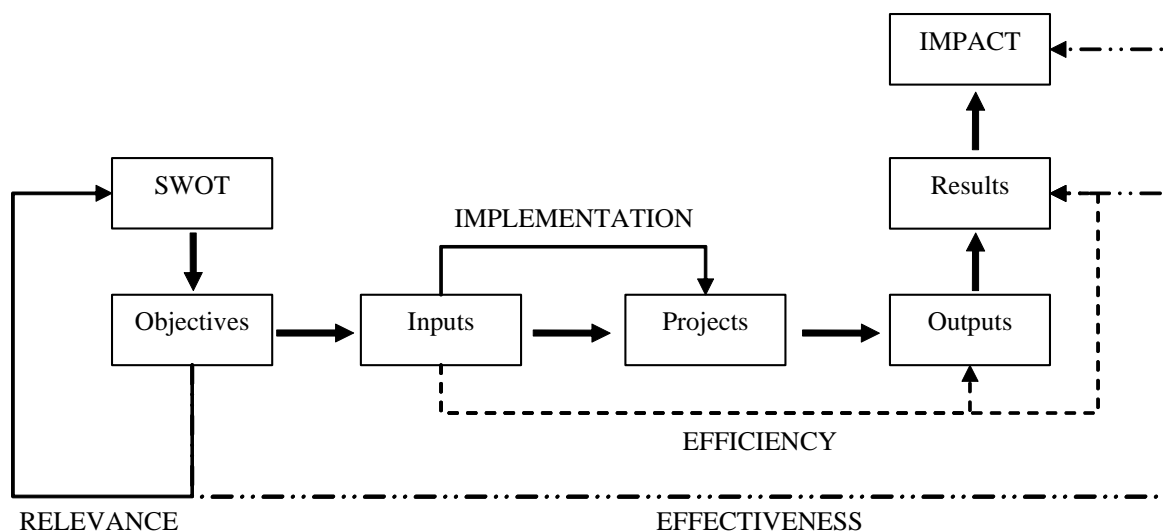 IMPACT
SWOT
Results
IMPLEMENTATION
Objectives
Inputs
Projects
Outputs
EFFICIENCY
RELEVANCE
EFFECTIVENESS